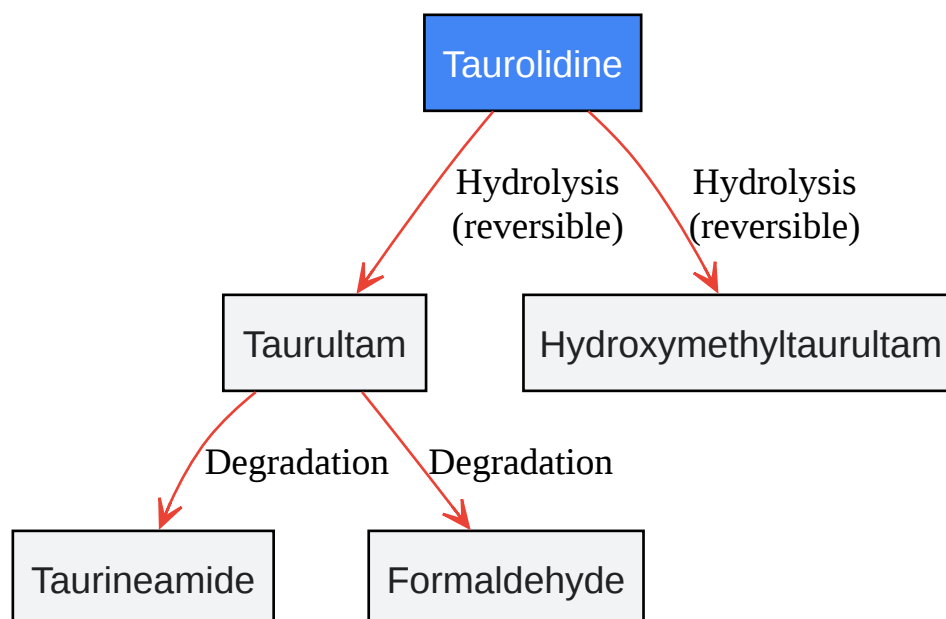 Taurolidine
Hydrolysis
(reversible)
Hydrolysis
(reversible)
Taurultam
Hydroxymethyltaurultam
Degradation
Degradation
Taurineamide
Formaldehyde